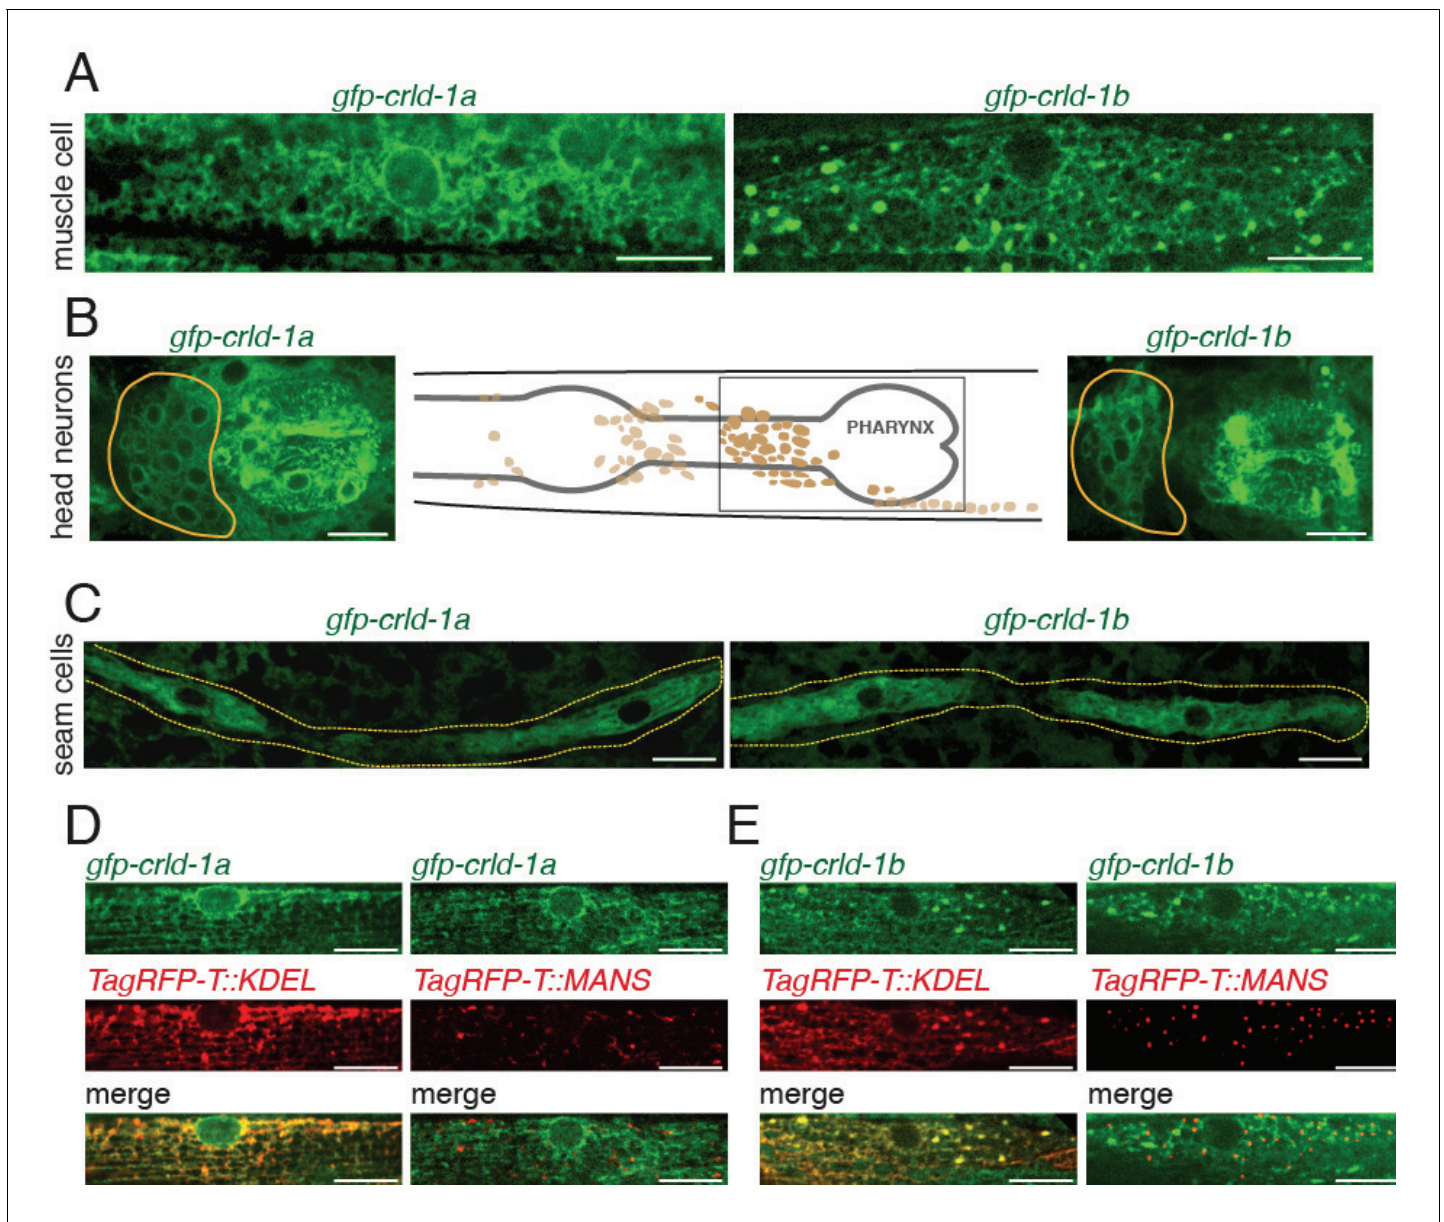 A
gfp-crld-1a
gfp-crld-1b
muscle cell
B
gfp-crld-1a
gfp-crld-1b
head neurons
PHARYNX
C
gfp-crld-1a
gfp-crld-1b
seam cells
D
E
gfp-crld-1a
gfp-crld-1a
gfp-crld-1b
gfp-crld-1b
TagRFP-T::KDEL
TagRFP-T::MANS
TagRFP-T::KDEL
TagRFP-T::MANS
merge
merge
merge
merge